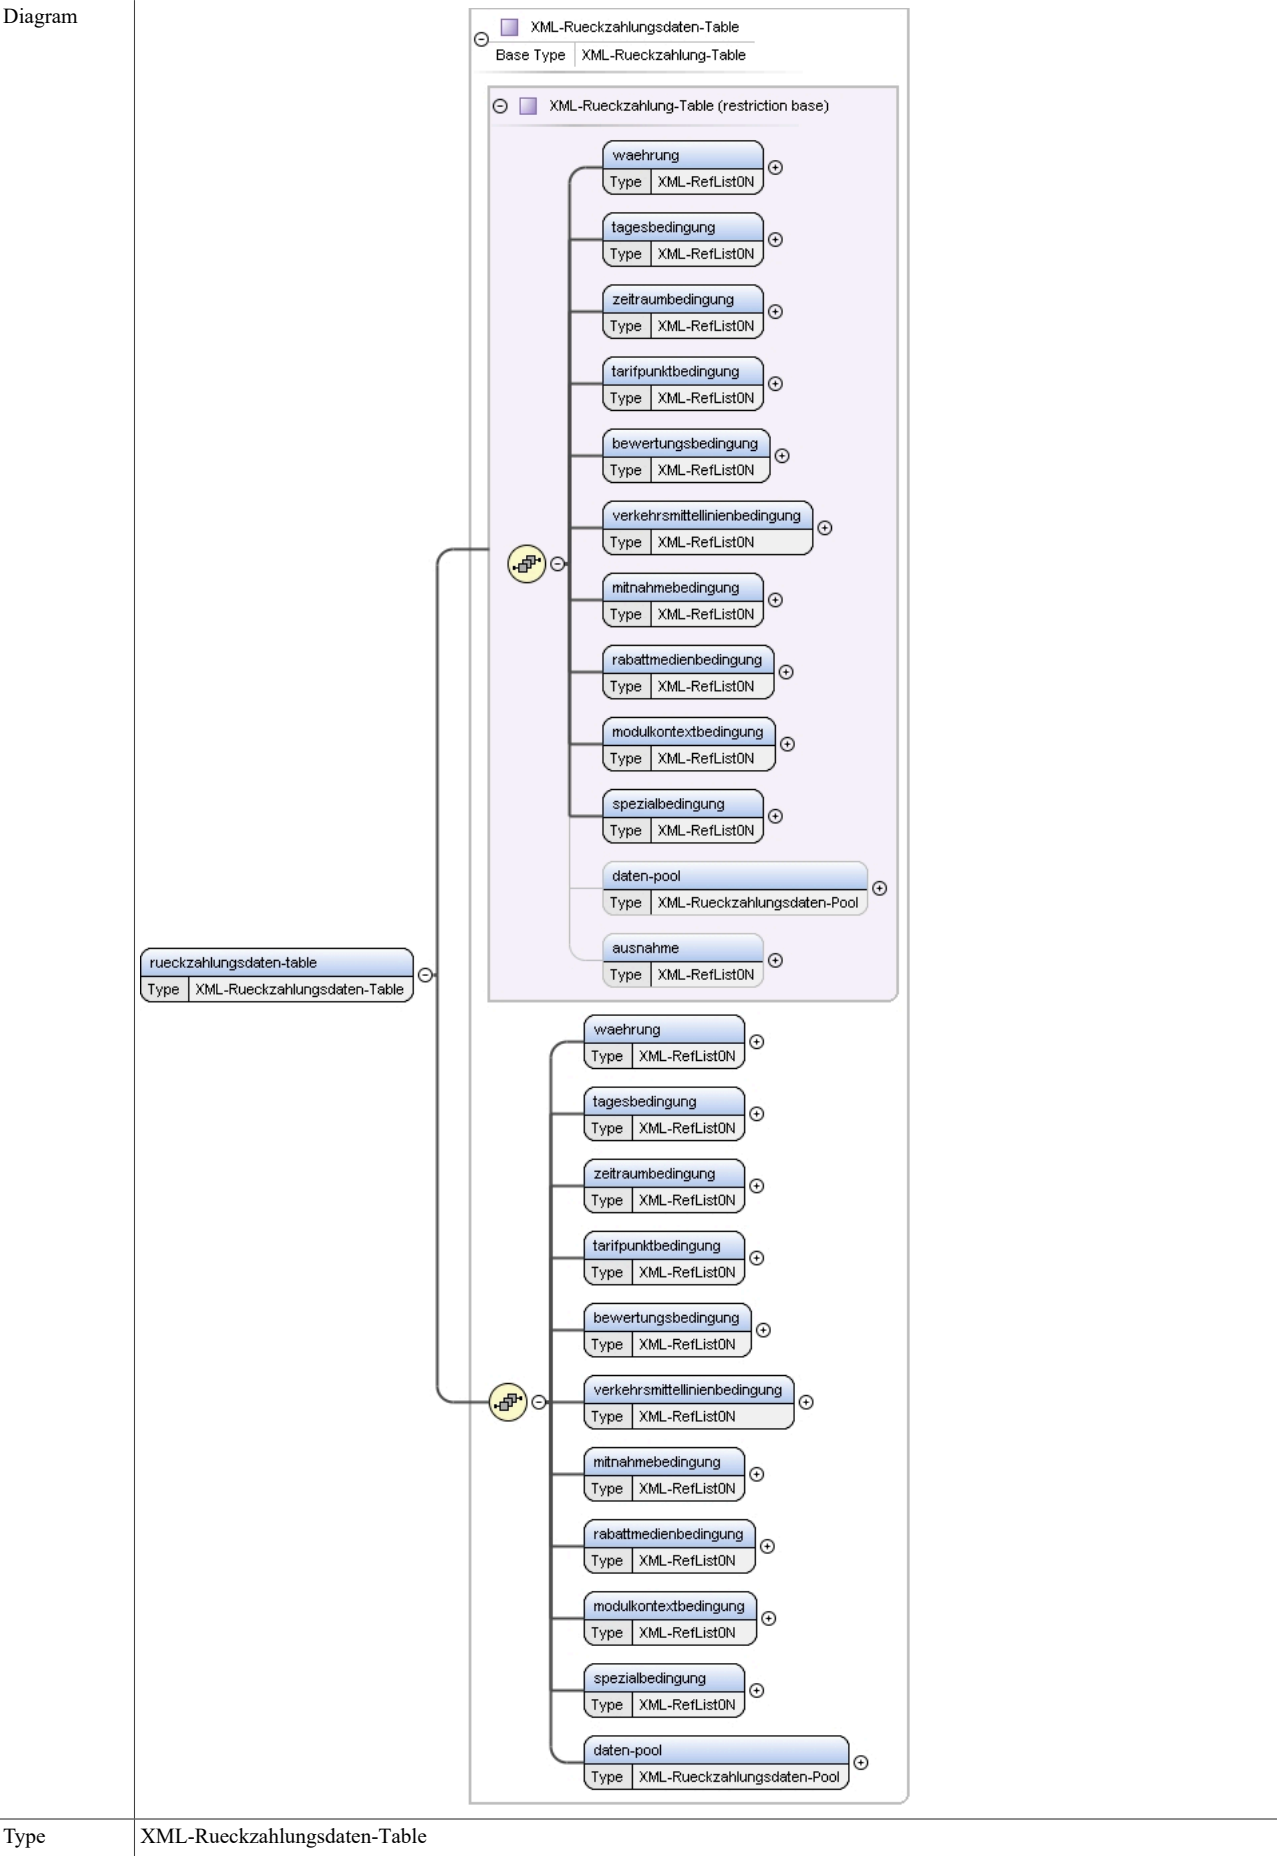 Diagram
XML-Rueckzahlungsdaten-Table
Base Type XML-Rueckzahlung-Table
XML-Rueckzahlung-Table (restriction base)
waehrung
Type XML-RefList0N
tagesbedingung
Type XML-RefList0N
zeitraumbedingung
Type XML-RefList0N
tarifpunktbedingung
Type XML-RefList0N
bewertungsbedingung
Type XML-RefList0N
verkehrsmittellinienbedingung
Type XML-RefList0N
mitnahmebedingung
Type XML-RefList0N
rabattmedienbedingung
Type XML-RefList0N
modulkontextbedingung
Type XML-RefList0N
spezialbedingung
Type XML-RefList0N
daten-pool
Type XML-Rueckzahlungsdaten-Pool
ausnahme
Type XML-RefList0N
rueckzahlungsdaten-table
Type XML-Rueckzahlungsdaten-Table
waehrung
Type XML-RefList0N
tagesbedingung
Type XML-RefList0N
zeitraumbedingung
Type XML-RefList0N
tarifpunktbedingung
Type XML-RefList0N
bewertungsbedingung
Type XML-RefList0N
verkehrsmittellinienbedingung
Type XML-RefList0N
mitnahmebedingung
Type XML-RefList0N
rabattmedienbedingung
Type XML-RefList0N
modulkontextbedingung
Type XML-RefList0N
spezialbedingung
Type XML-RefList0N
daten-pool
Type XML-Rueckzahlungsdaten-Pool
Type XML-Rueckzahlungsdaten-Table